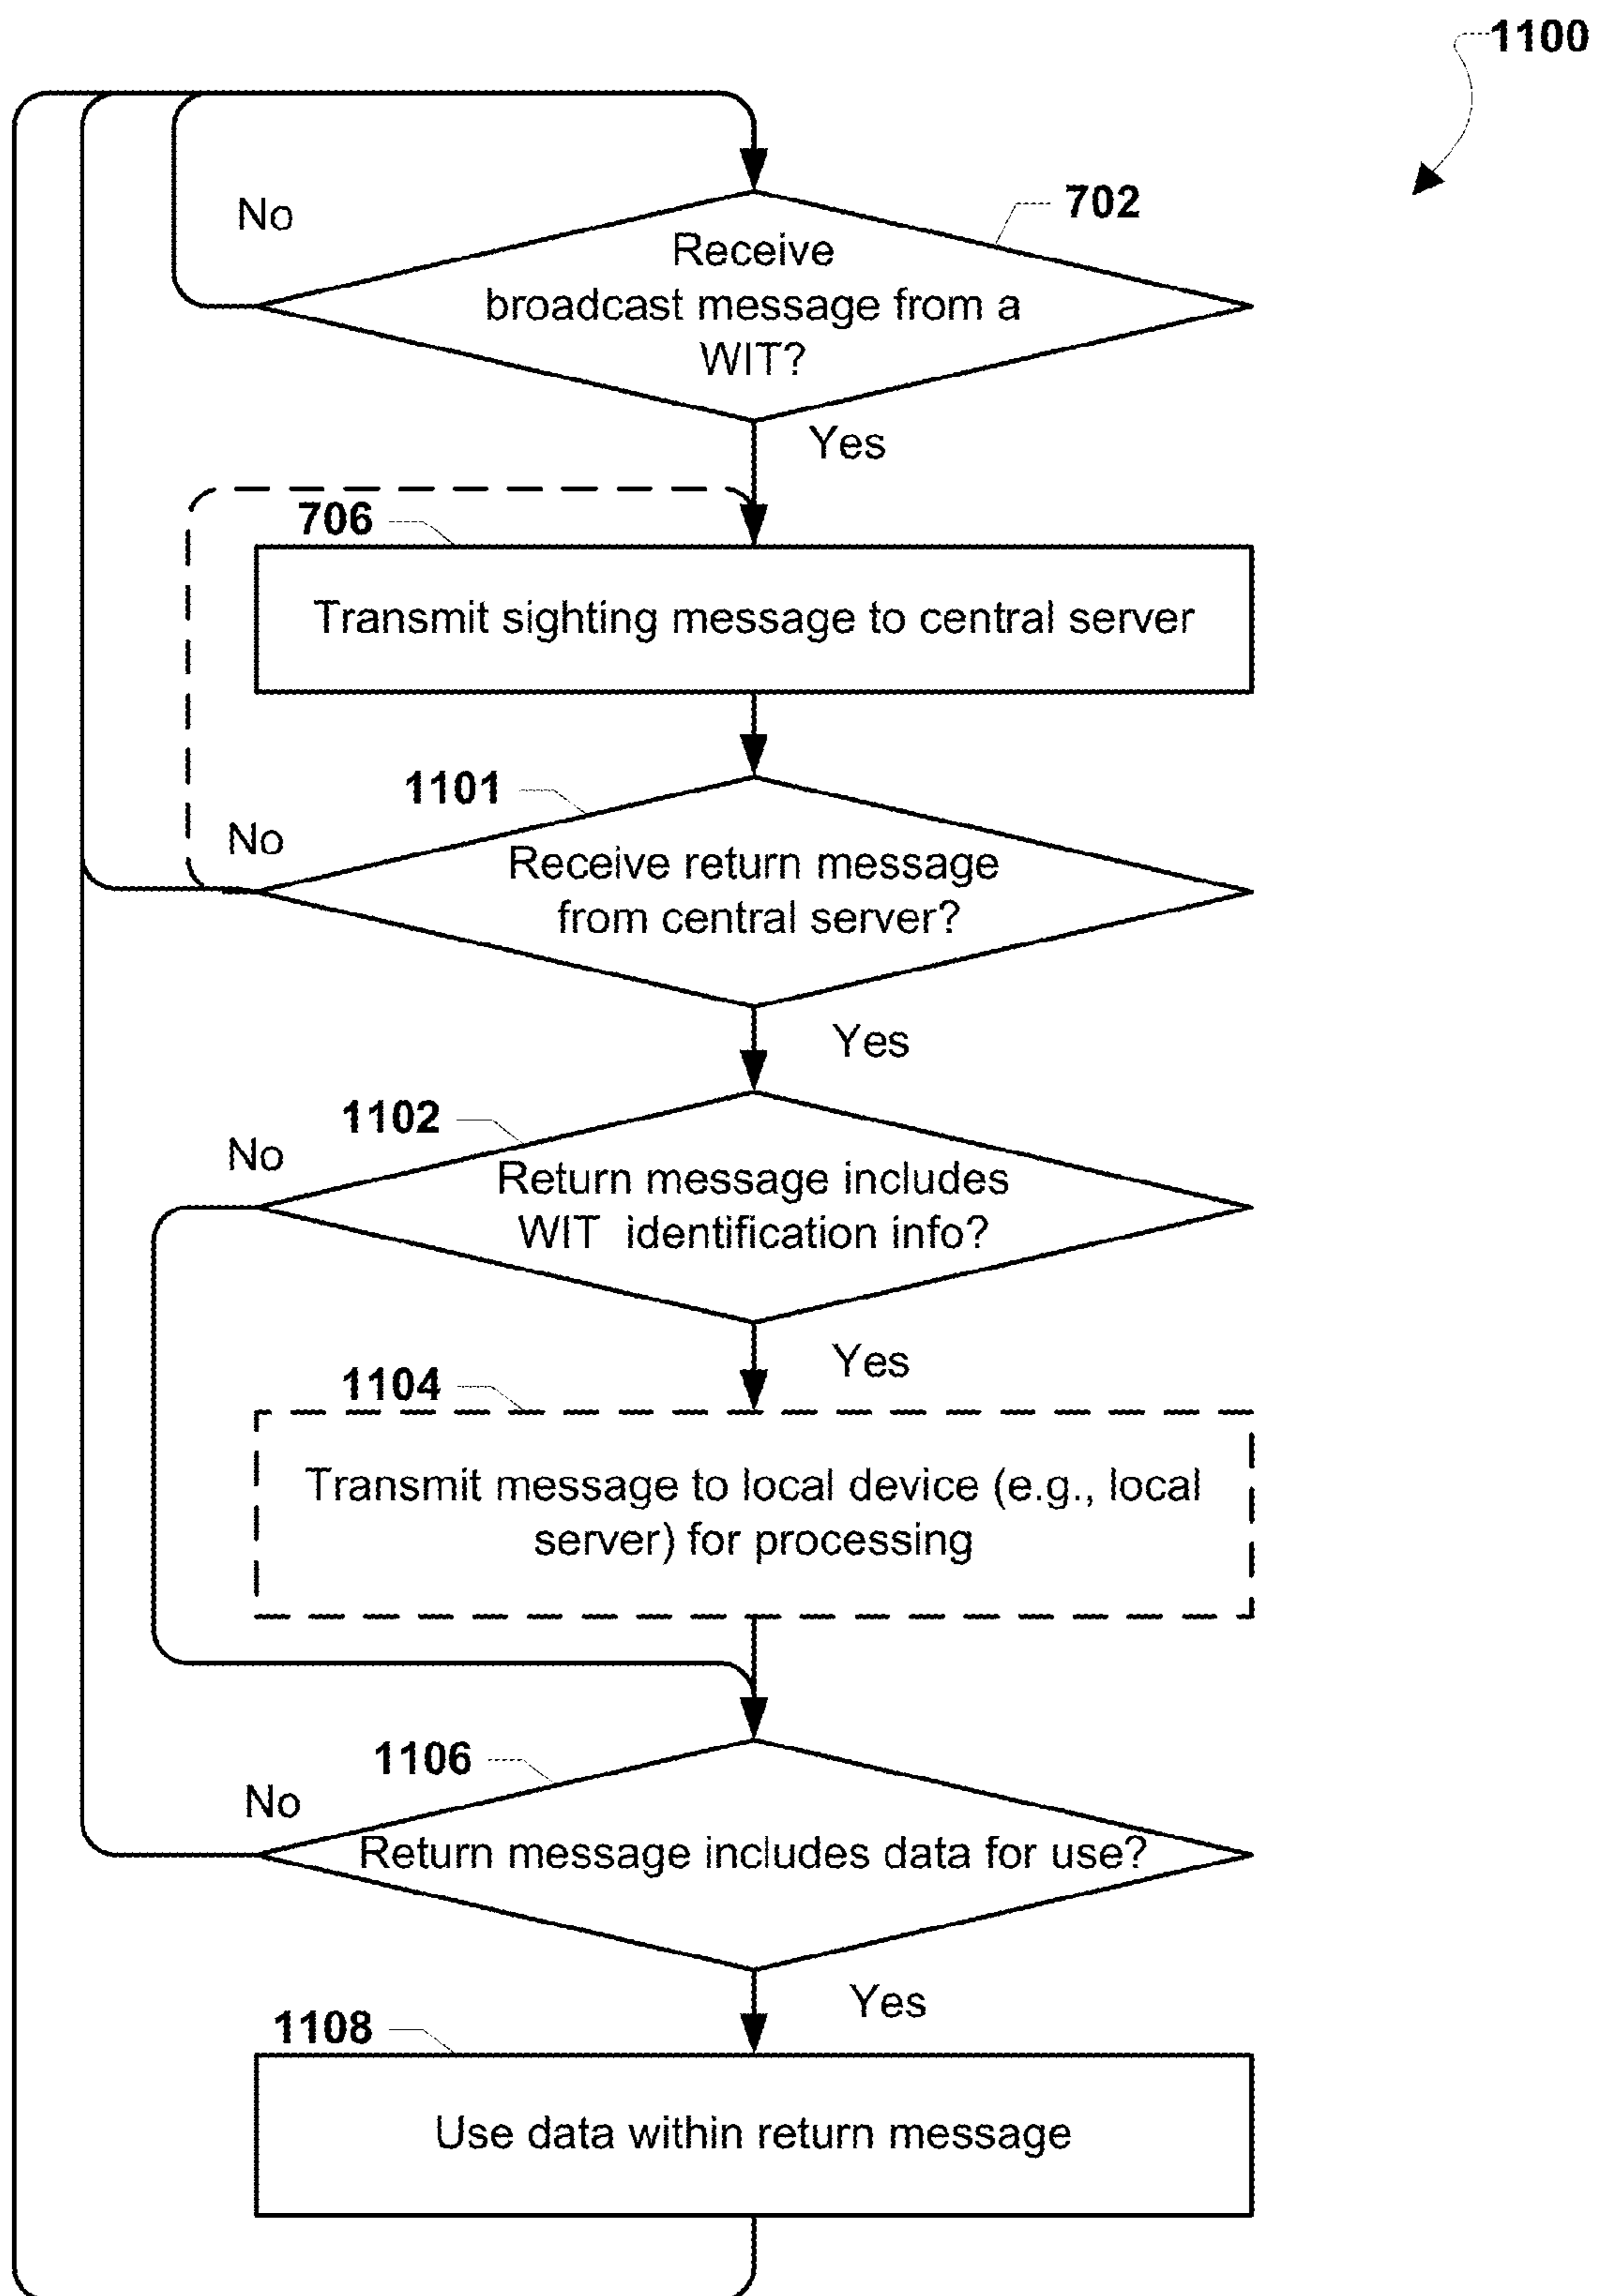 1100
No
702
Receive
broadcast message from a
WIT?
Yes
706
Transmit sighting message to central server
1101
No
Receive return message
from central server?
Yes
1102
No
Return message includes
WIT identification info?
Yes
1104
Transmit message to local device (e.g., local
server) for processing
1106
No
Return message includes data for use?
Yes
1108
Use data within return message